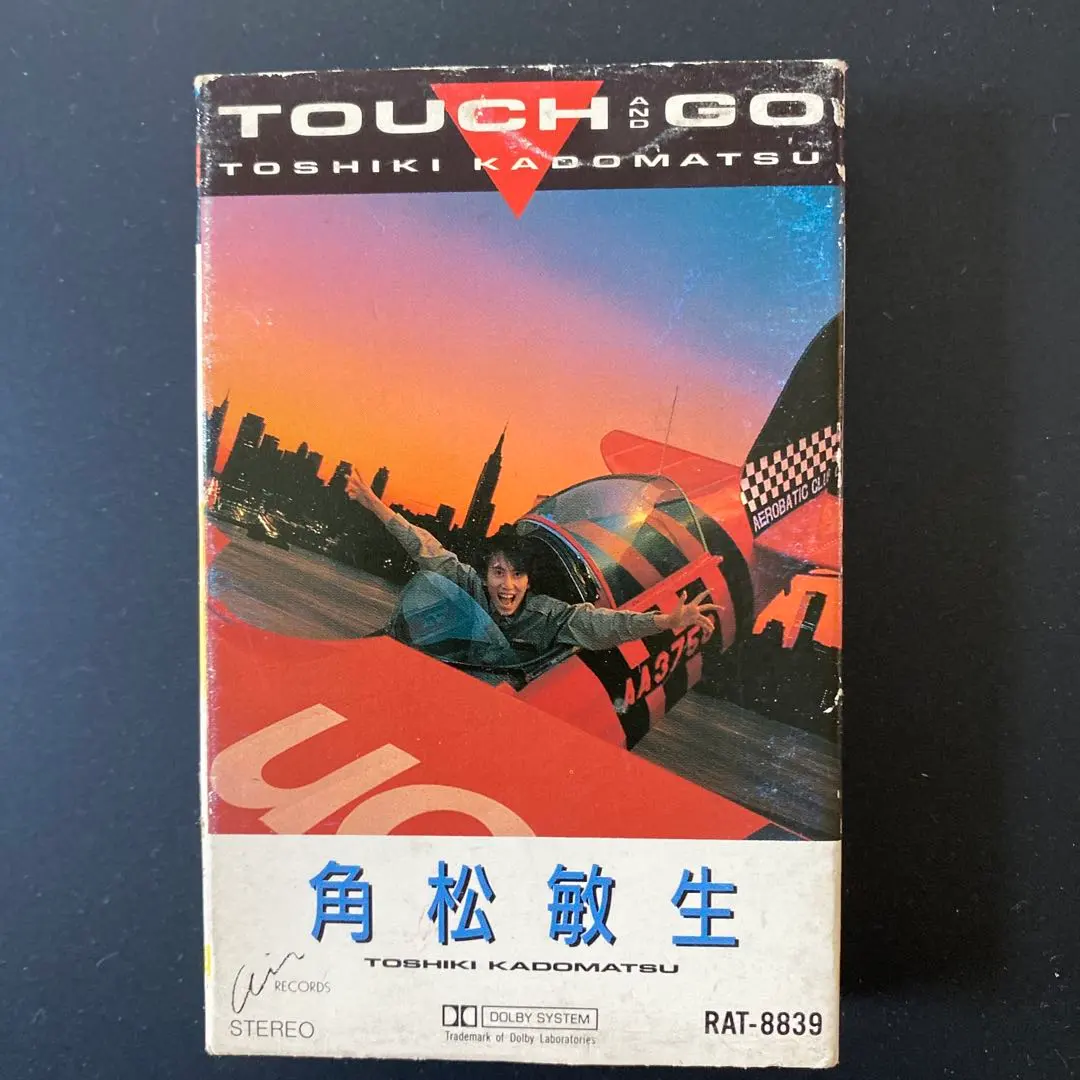 TOUCH AND GO
TOSHIKI KADOMATSU
AEROBATIC
AA375
角松敏生
TOSHIKI KADOMATSU
Air RECORDS
STEREO
DOLBY SYSTEM
Trademark of Dolby Laboratories
RAT-8839